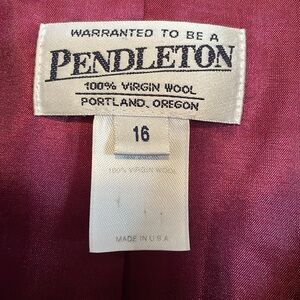 WARRANTED TO BE A
PENDLETON
100% VIRGIN WOOL
PORTLAND, OREGON
16
100% VIRGIN WOOL
MADE IN U.S.A.